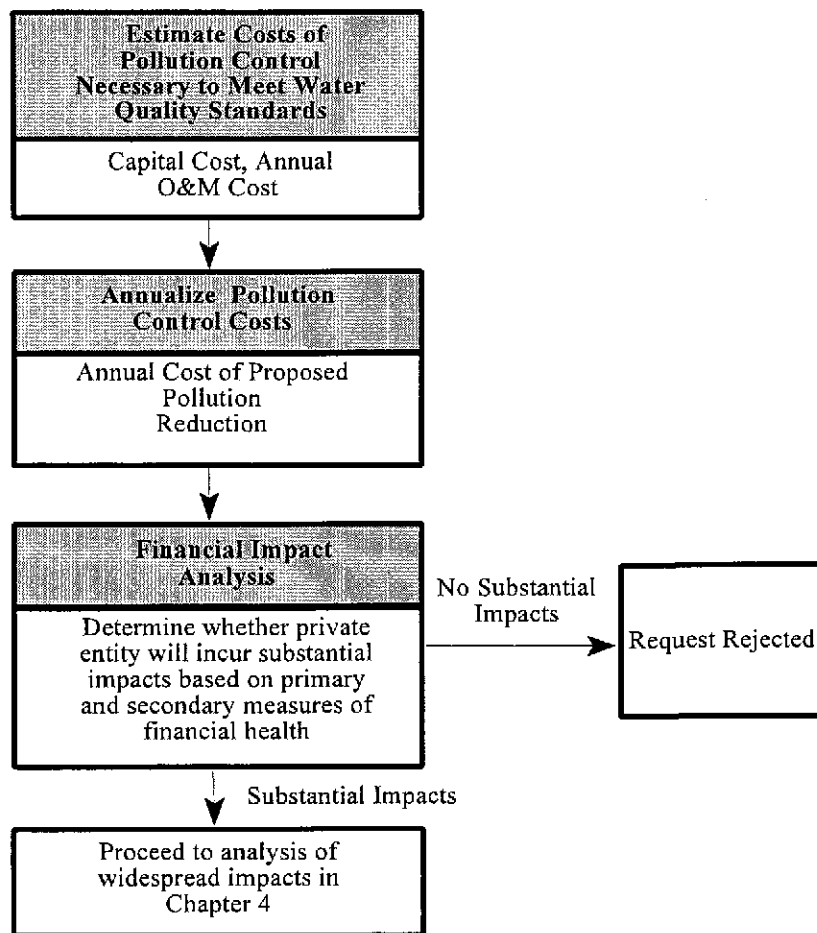 Estimate Costs of
Pollution Control
Necessary to Meet Water
Quality Standards
Capital Cost, Annual
O&M Cost
Annualize Pollution
Control Costs
Annual Cost of Proposed
Pollution
Reduction
Financial Impact
Analysis
Determine whether private
entity will incur substantial
impacts based on primary
and secondary measures of
financial health
No Substantial
Impacts
Request Rejected
Substantial Impacts
Proceed to analysis of
widespread impacts in
Chapter 4